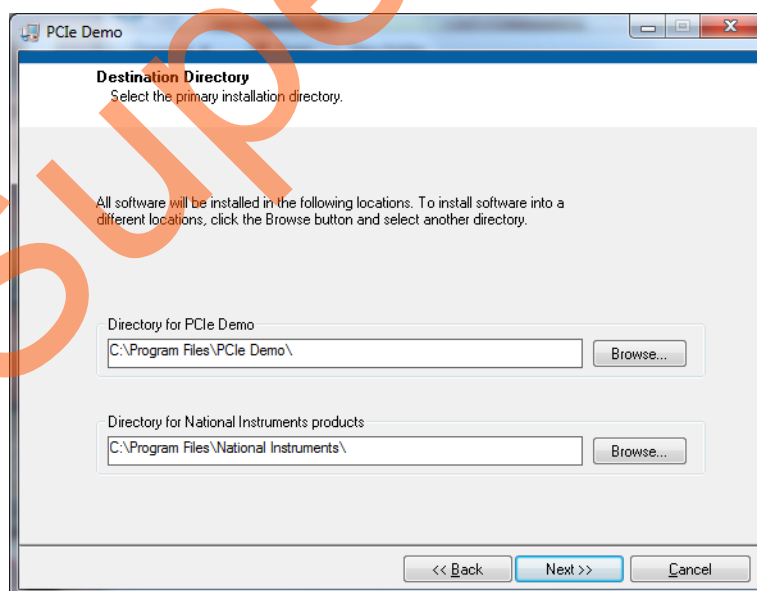 PCIe Demo
Destination Directory
Select the primary installation directory.
All software will be installed in the following locations. To install software into a
different locations, click the Browse button and select another directory.
Directory for PCIe Demo
C:\Program Files\PCIe Demo\
Browse...
Directory for National Instruments products
C:\Program Files\National Instruments\
Browse...
<< Back
Next >>
Cancel
Supe